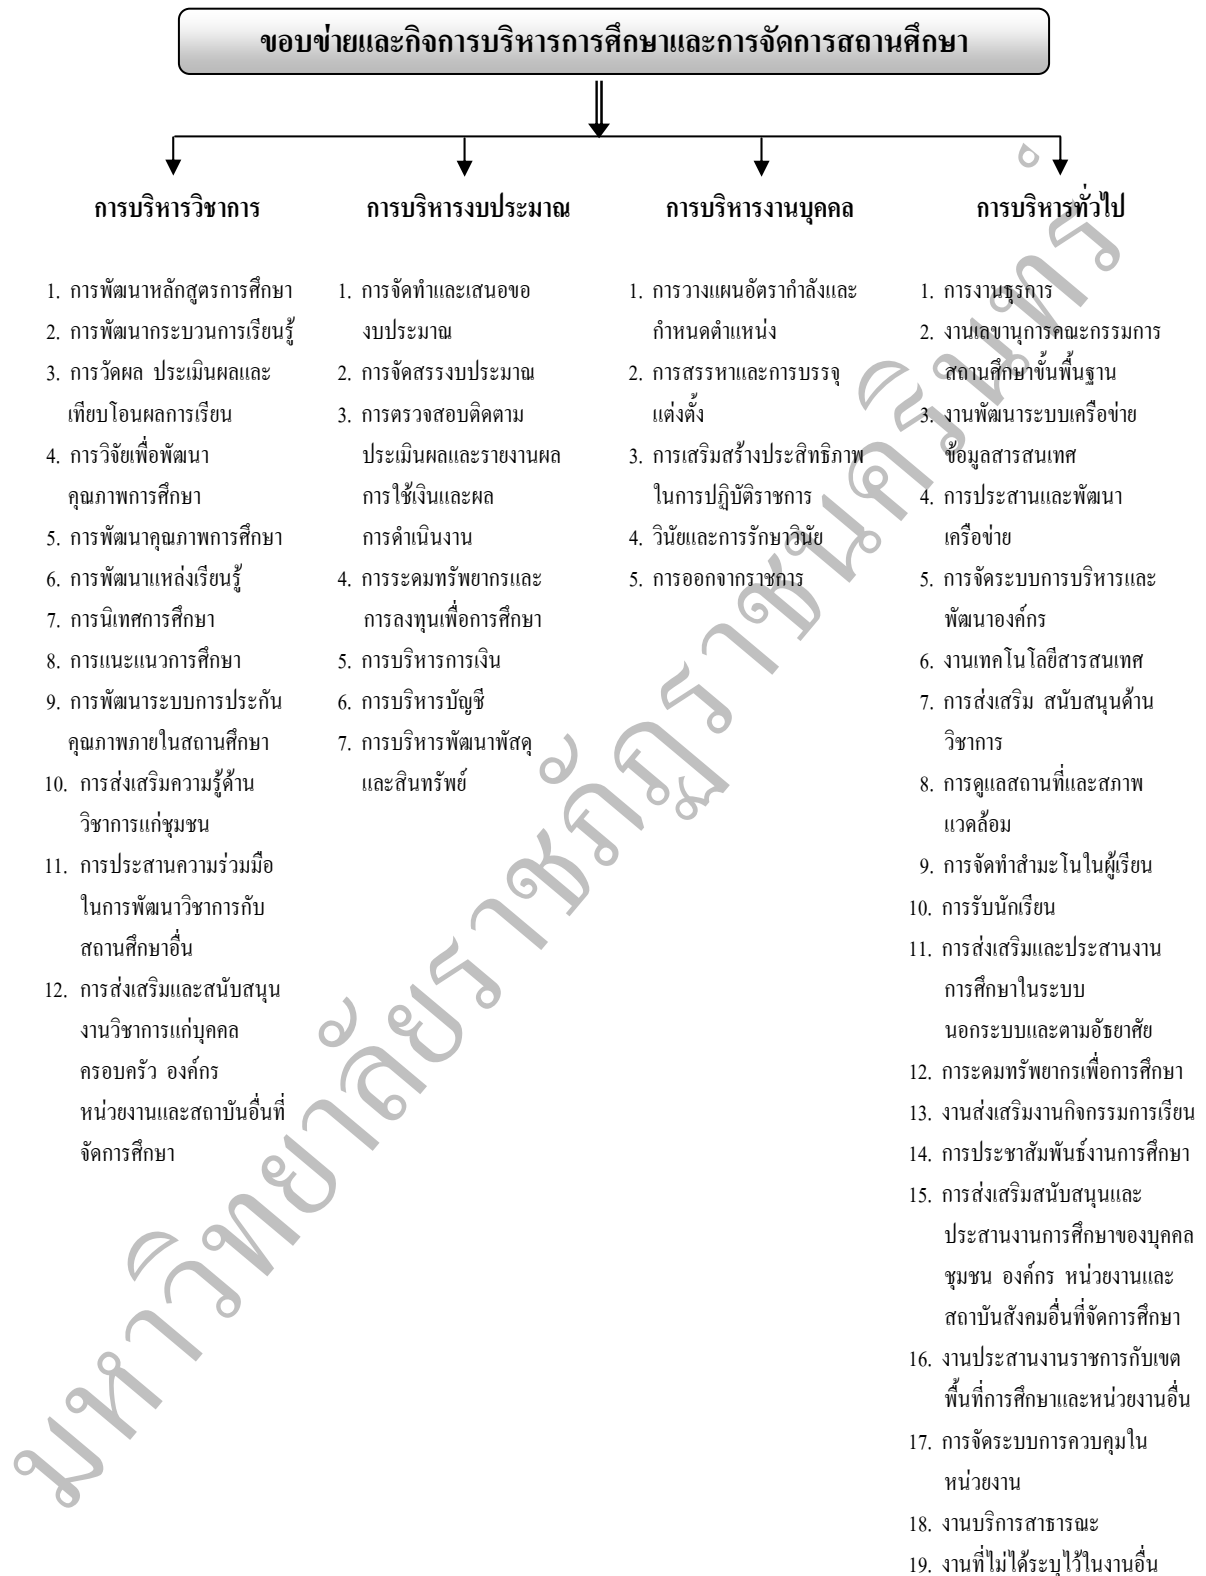 ขอบข่ายและกิจการบริหารการศึกษาและการจัดการสถานศึกษา
การบริหารวิชาการ
1. การพัฒนาหลักสูตรการศึกษา
2. การพัฒนากระบวนการเรียนรู้
3. การวัดผล ประเมินผลและ
เทียบโอนผลการเรียน
4. การวิจัยเพื่อพัฒนา
คุณภาพการศึกษา
5. การพัฒนาคุณภาพการศึกษา
6. การพัฒนาแหล่งเรียนรู้
7. การนิเทศการศึกษา
8. การแนะแนวการศึกษา
9. การพัฒนาระบบการประกัน
คุณภาพภายในสถานศึกษา
10. การส่งเสริมความรู้ด้าน
วิชาการแก่ชุมชน
11. การประสานความร่วมมือ
ในการพัฒนาวิชาการกับ
สถานศึกษาอื่น
12. การส่งเสริมและสนับสนุน
งานวิชาการแก่บุคคล
ครอบครัว องค์กร
หน่วยงานและสถาบันอื่นที่
จัดการศึกษา
การบริหารงบประมาณ
1. การจัดทำและเสนอขอ
งบประมาณ
2. การจัดสรรงบประมาณ
3. การตรวจสอบติดตาม
ประเมินผลและรายงานผล
การใช้เงินและผล
การดำเนินงาน
4. การระดมทรัพยากรและ
การลงทุนเพื่อการศึกษา
5. การบริหารการเงิน
6. การบริหารบัญชี
7. การบริหารพัฒนาพัสดุ
และสินทรัพย์
การบริหารงานบุคคล
1. การวางแผนอัตรากำลังและ
กำหนดตำแหน่ง
2. การสรรหาและการบรรจุ
แต่งตั้ง
3. การเสริมสร้างประสิทธิภาพ
ในการปฏิบัติราชการ
4. วินัยและการรักษาวินัย
5. การออกจากราชการ
การบริหารทั่วไป
1. การงานธุรการ
2. งานเลขานุการคณะกรรมการ
สถานศึกษาขั้นพื้นฐาน
3. งานพัฒนาระบบเครือข่าย
ข้อมูลสารสนเทศ
4. การประสานและพัฒนา
เครือข่าย
5. การจัดระบบการบริหารและ
พัฒนาองค์กร
6. งานเทคโนโลยีสารสนเทศ
7. การส่งเสริม สนับสนุนด้าน
วิชาการ
8. การดูแลสถานที่และสภาพ
แวดล้อม
9. การจัดทำสำมะโนในผู้เรียน
10. การรับนักเรียน
11. การส่งเสริมและประสานงาน
การศึกษาในระบบ
นอกระบบและตามอัธยาศัย
12. การะดมทรัพยากรเพื่อการศึกษา
13. งานส่งเสริมงานกิจกรรมการเรียน
14. การประชาสัมพันธ์งานการศึกษา
15. การส่งเสริมสนับสนุนและ
ประสานงานการศึกษาของบุคคล
ชุมชน องค์กร หน่วยงานและ
สถาบันสังคมอื่นที่จัดการศึกษา
16. งานประสานงานราชการกับเขต
พื้นที่การศึกษาและหน่วยงานอื่น
17. การจัดระบบการควบคุมใน
หน่วยงาน
18. งานบริการสาธารณะ
19. งานที่ไม่ได้ระบุไว้ในงานอื่น
มหาวิทยาลัยราชภัฏราชนครินทร์